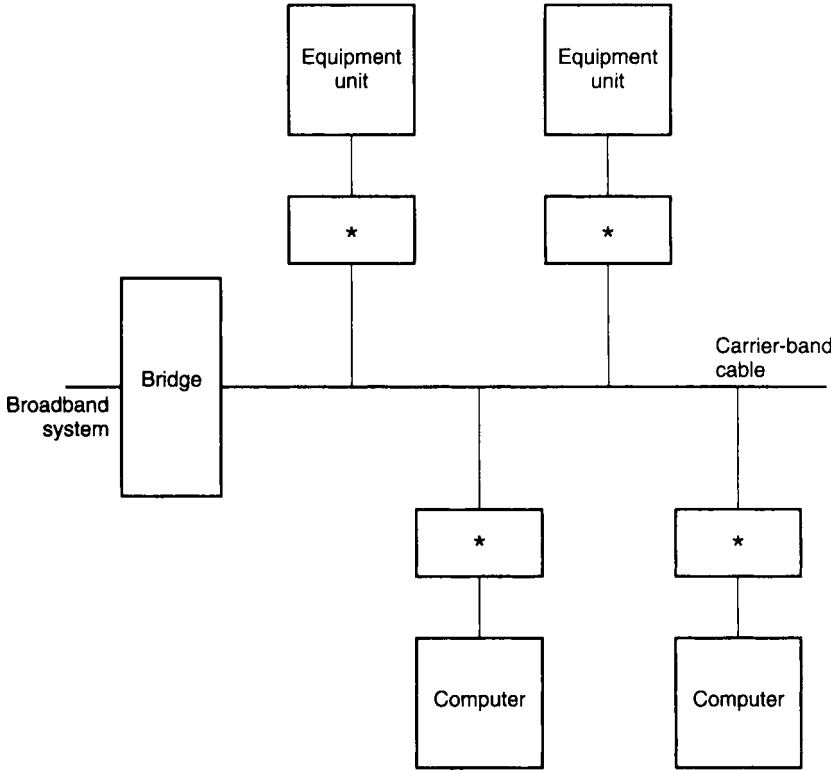 Equipment
unit
Equipment
unit
*
*
Carrier-band
cable
Bridge
Broadband
system
*
*
Computer
Computer